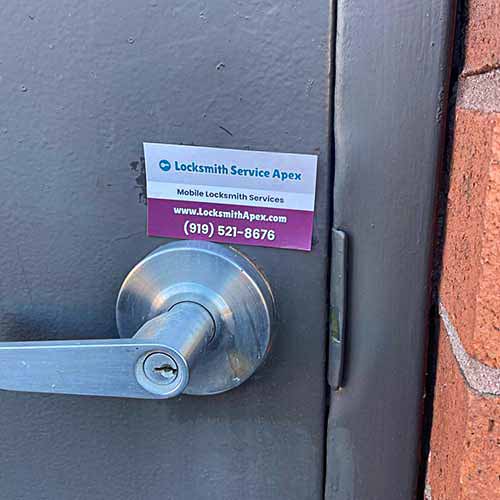 Locksmith Service Apex
Mobile Locksmith Services
www.LocksmithApex.com
(919) 521-8676